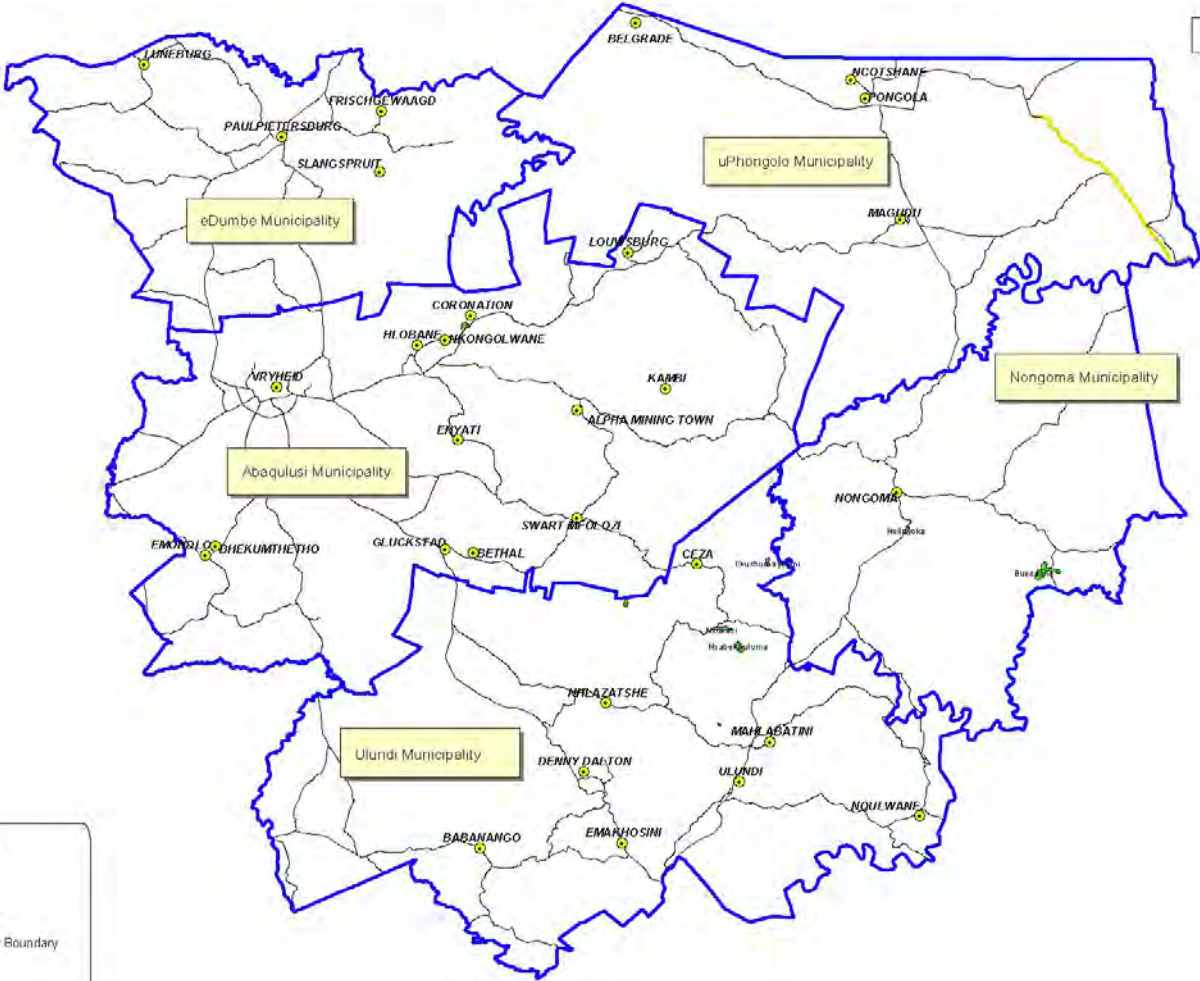 BELGRADE
LUNEBURG
NCOTSHANE
PONGOLA
FRISCHGEWAAGD
PAULPIETERSBURG
SLANGSPRUIT
uPhongolo Municipality
eDumbe Municipality
MAGUDU
LOUWSBURG
CORONATION
HLOBANE
NKONGOLWANE
VRYHEID
KAMBI
Nongoma Municipality
ALPHA MINING TOWN
ENYATI
Abaqulusi Municipality
NONGOMA
SWART MFOLOZI
EMONDLO
BHEKUMTHETHO
GLUCKSTAD
BETHAL
CEZA
NHLAZATSHE
MAHLABATINI
Ulundi Municipality
DENNY DALTON
ULUNDI
NQULWANE
BABANANGO
EMAKHOSINI
Boundary